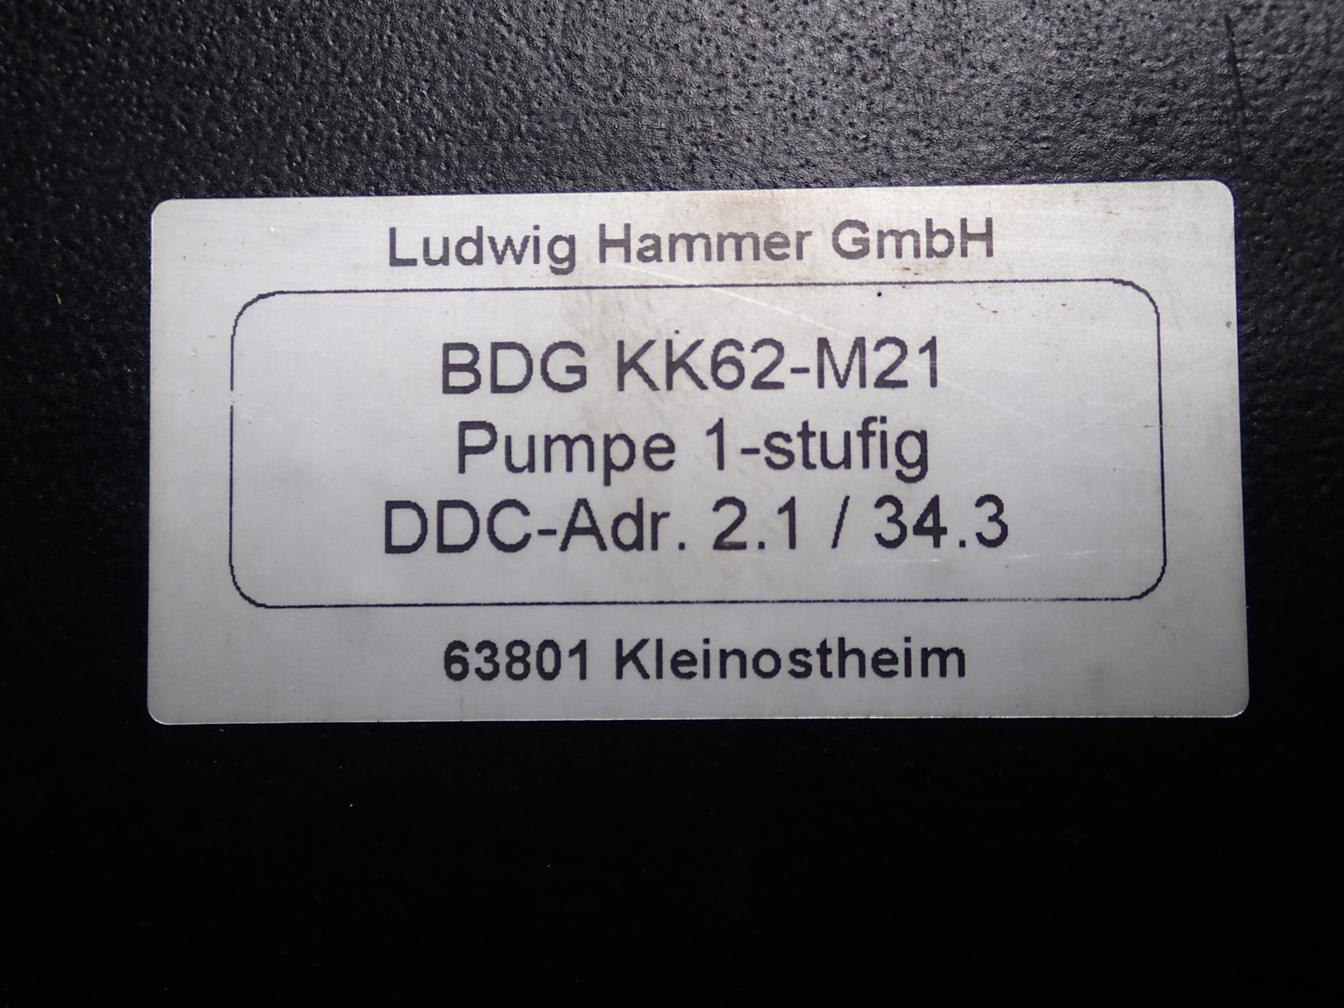 Ludwig Hammer GmbH
BDG KK62-M21
Pumpe 1-stufig
DDC-Adr. 2.1 / 34.3
63801 Kleinostheim